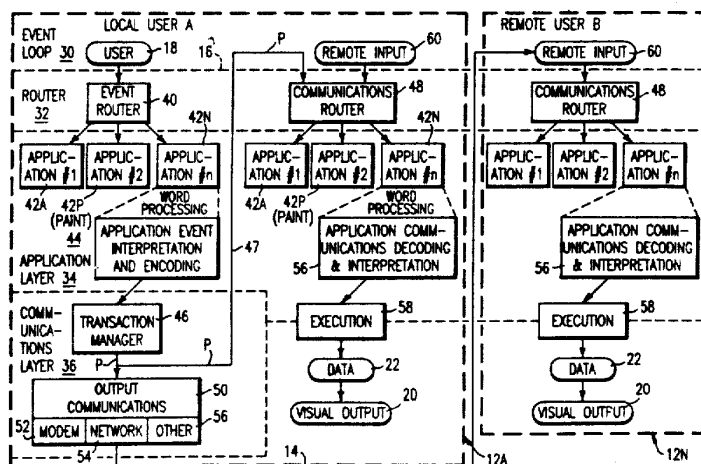 LOCAL USER A
REMOTE USER B
EVENT
LOOP 30
USER
18
16
P
REMOTE INPUT
60
REMOTE INPUT
60
ROUTER
32
EVENT
ROUTER
40
COMMUNICATIONS
ROUTER
48
COMMUNICATIONS
ROUTER
48
42N
42N
APPLIC-
ATION #1
APPLIC-
ATION #2
APPLIC-
ATION #n
APPLIC-
ATION #1
APPLIC-
ATION #2
APPLIC-
ATION #n
APPLIC-
ATION #1
APPLIC-
ATION #2
APPLIC-
ATION #n
42A
42P
(PAINT)
WORD
PROCESSING
42A
42P
(PAINT)
WORD
PROCESSING
44
47
APPLICATION EVENT
INTERPRETATION
AND ENCODING
APPLICATION COMM-
UNICATIONS DECODING
& INTERPRETATION
56
APPLICATION COMM-
UNICATIONS DECODING
& INTERPRETATION
56
APPLICATION
LAYER 34
COMM-
UNICA-
TIONS
LAYER 36
TRANSACTION
MANAGER
46
P
P
EXECUTION
58
EXECUTION
58
DATA
22
DATA
22
OUTPUT
COMMUNICATIONS
50
52
MODEM
NETWORK
OTHER
56
54
VISUAL OUTPUT
20
VISUAL OUTPUT
20
14
12A
12N